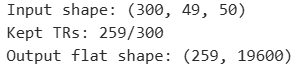 Input shape: (300, 49, 50)
Kept TRs: 259/300
Output flat shape: (259, 19600)